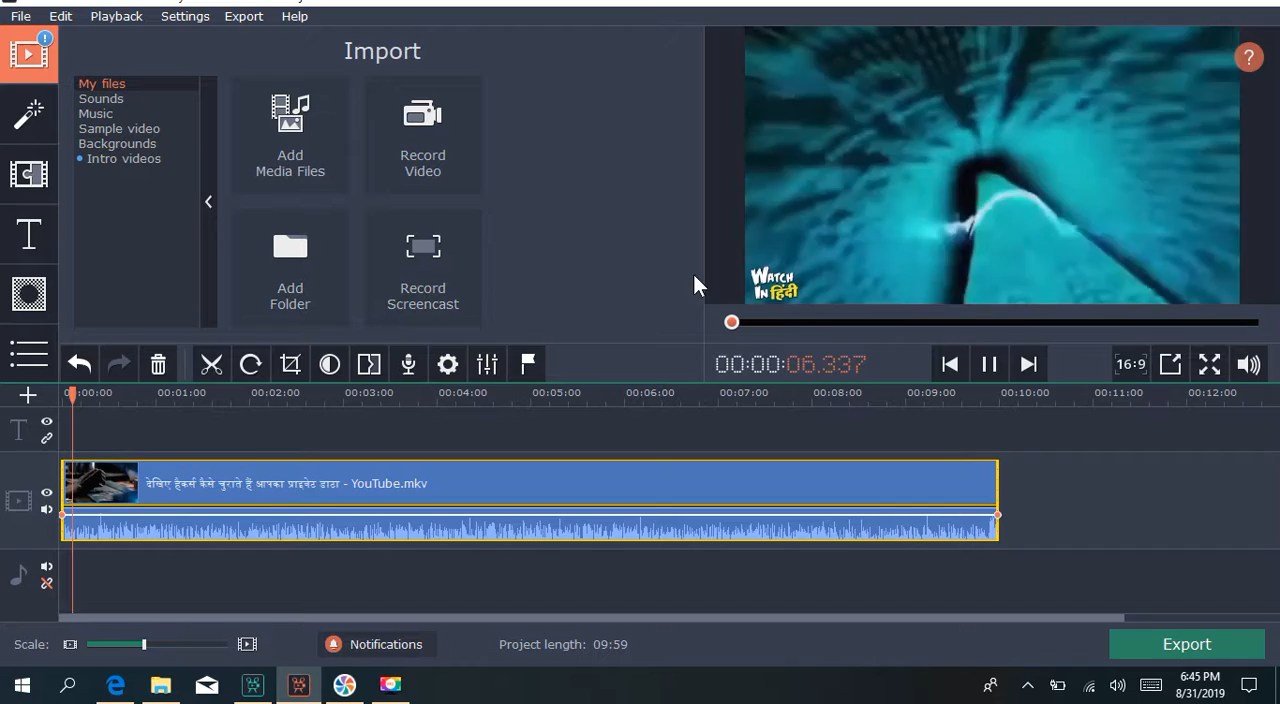 File Edit Playback Settings Export Help
Import
My files
Sounds
Music
Sample video
Backgrounds
Intro videos
Add
Media Files
Record
Video
Add
Folder
Record
Screencast
?
WATCH
IN हिंदी
00:00:06.337
16:9
00:01:00 00:02:00 00:03:00 00:04:00 00:05:00 00:06:00 00:07:00 00:08:00 00:09:00 00:10:00 00:11:00 00:12:00
T
देखिए हैकर्स कैसे चुराते हैं आपका प्राइवेट डाटा - YouTube.mkv
Scale:
Notifications
Project length: 09:59
Export
6:45 PM
8/31/2019